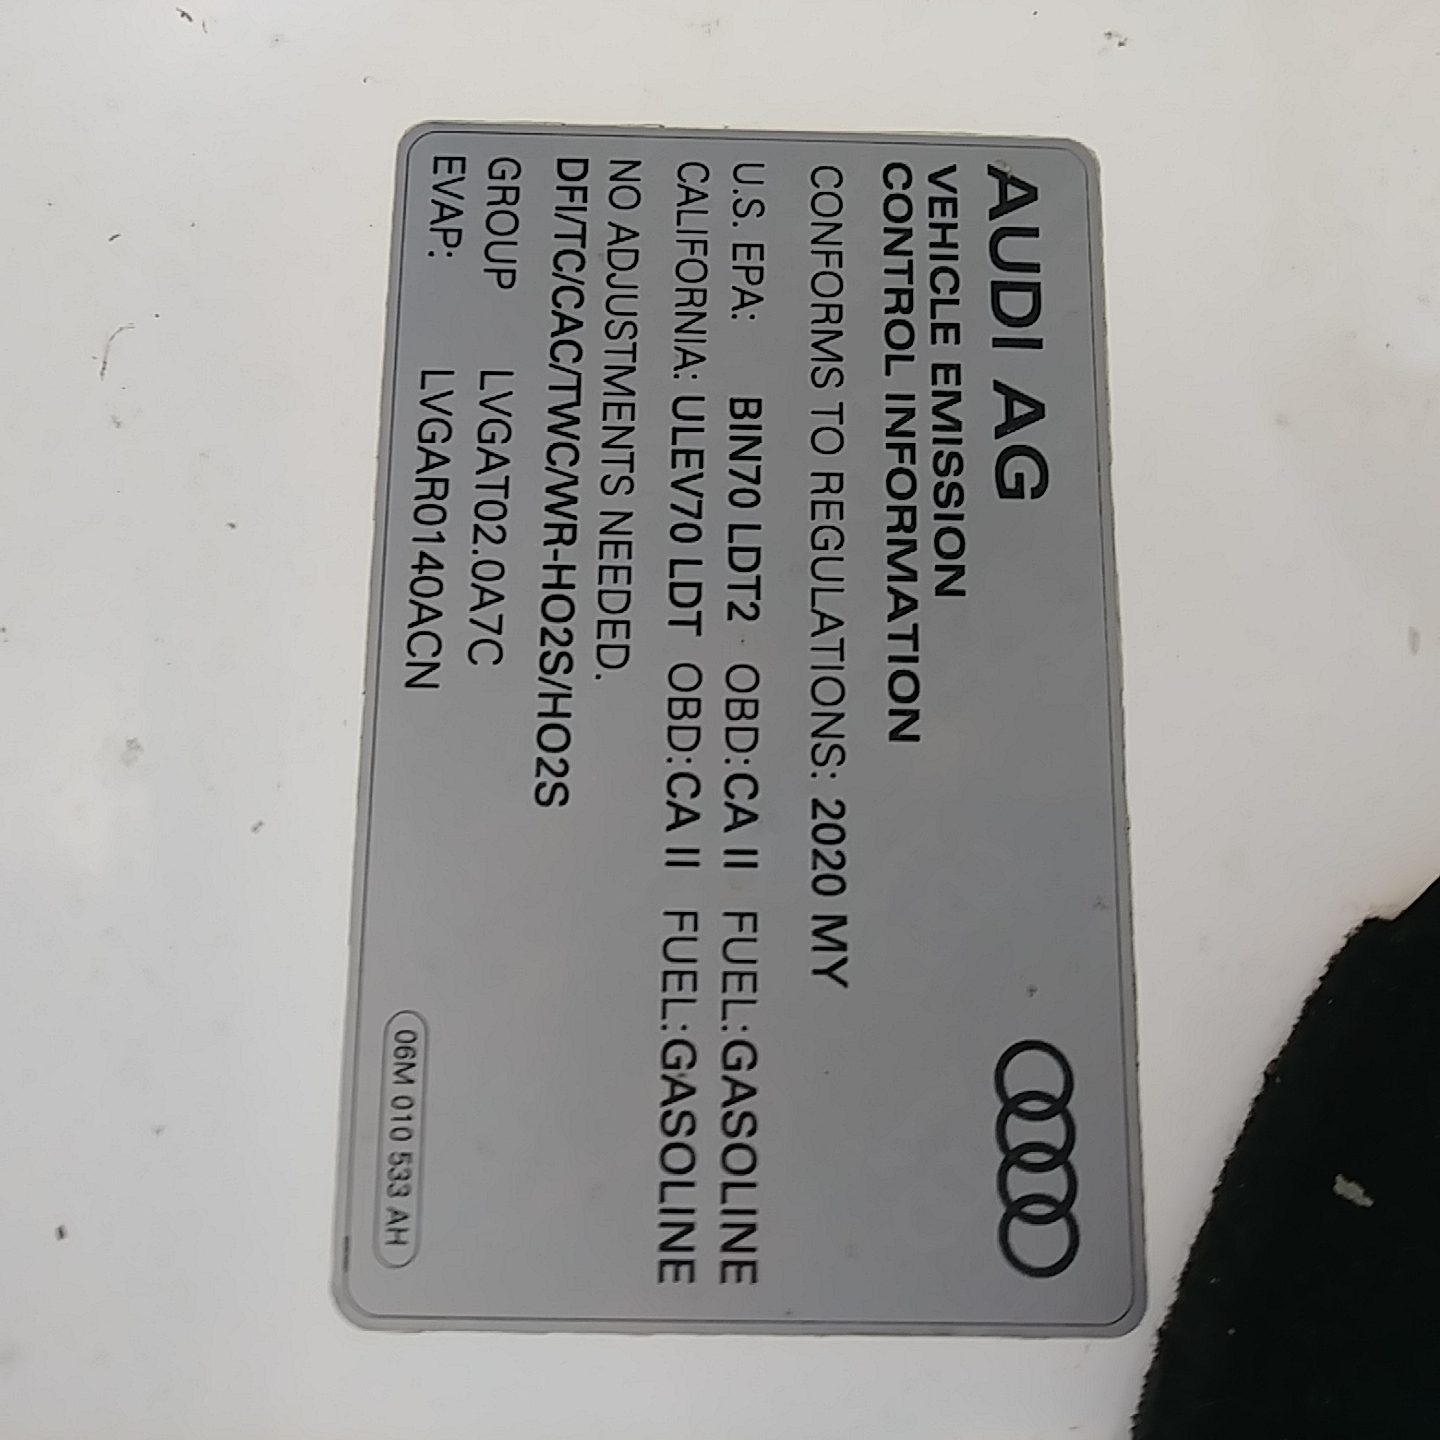 AUDI AG
VEHICLE EMISSION
CONTROL INFORMATION
CONFORMS TO REGULATIONS: 2020 MY
U.S. EPA: BIN70 LDT2 OBD:CA II FUEL:GASOLINE
CALIFORNIA: ULEV70 LDT OBD:CA II FUEL:GASOLINE
NO ADJUSTMENTS NEEDED.
DFI/TC/CAC/TWC/WR-HO2S/HO2S
GROUP LVGAT02.0A7C
EVAP: LVGAR0140ACN
06M 010 533 AH